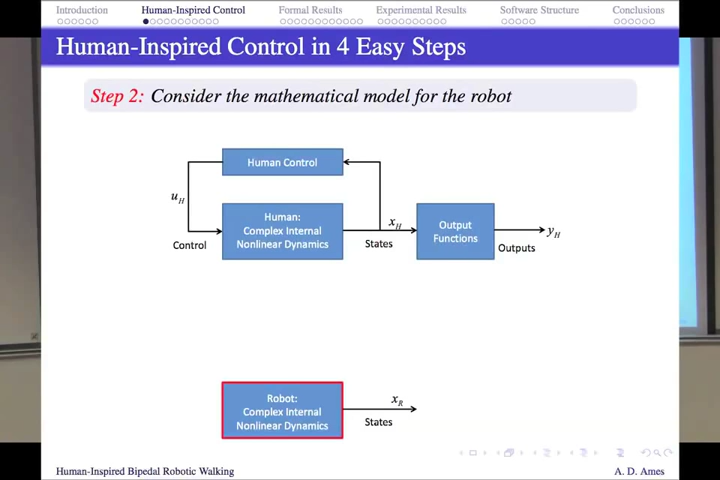 Introduction Human-Inspired Control Formal Results Experimental Results Software Structure Conclusions
Human-Inspired Control in 4 Easy Steps
Step 2: Consider the mathematical model for the robot
Human Control
u_H
Human:
Complex Internal
Nonlinear Dynamics
Control
x_H
States
Output
Functions
y_H
Outputs
Robot:
Complex Internal
Nonlinear Dynamics
x_R
States
Human-Inspired Bipedal Robotic Walking A. D. Ames